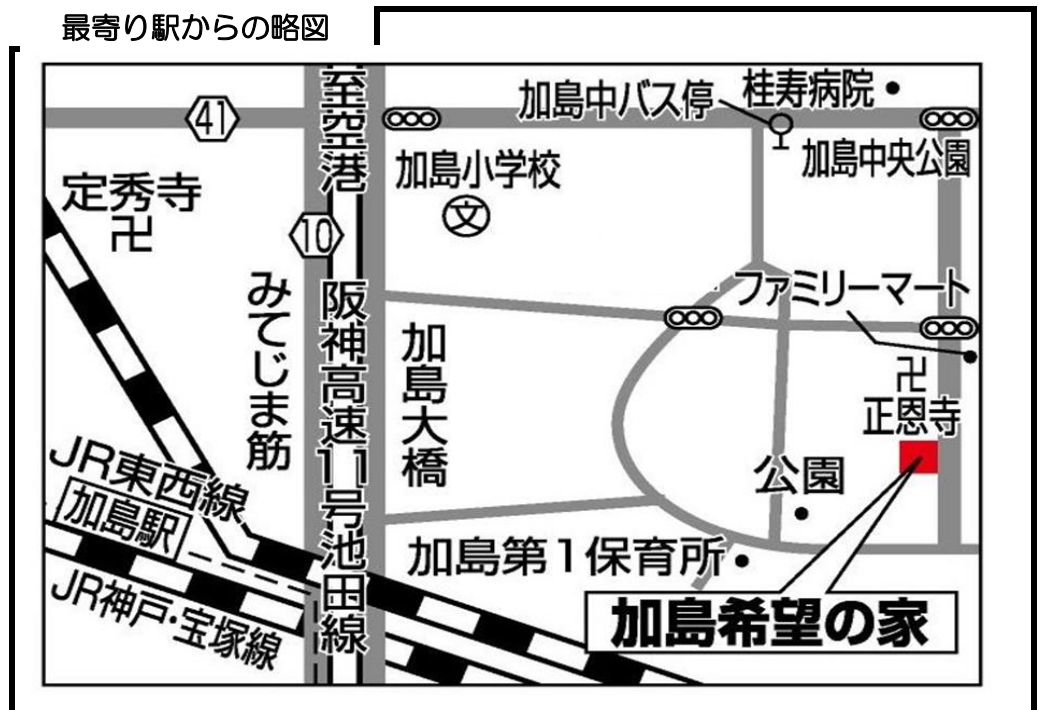 最寄り駅からの略図
至空港
41
加島中バス停
桂寿病院
加島中央公園
定秀寺
卍
加島小学校
文
10
みてじま筋
阪神高速11号池田線
加島大橋
ファミリーマート
卍
正恩寺
公園
JR東西線
加島駅
JR神戸・宝塚線
加島第1保育所
加島希望の家